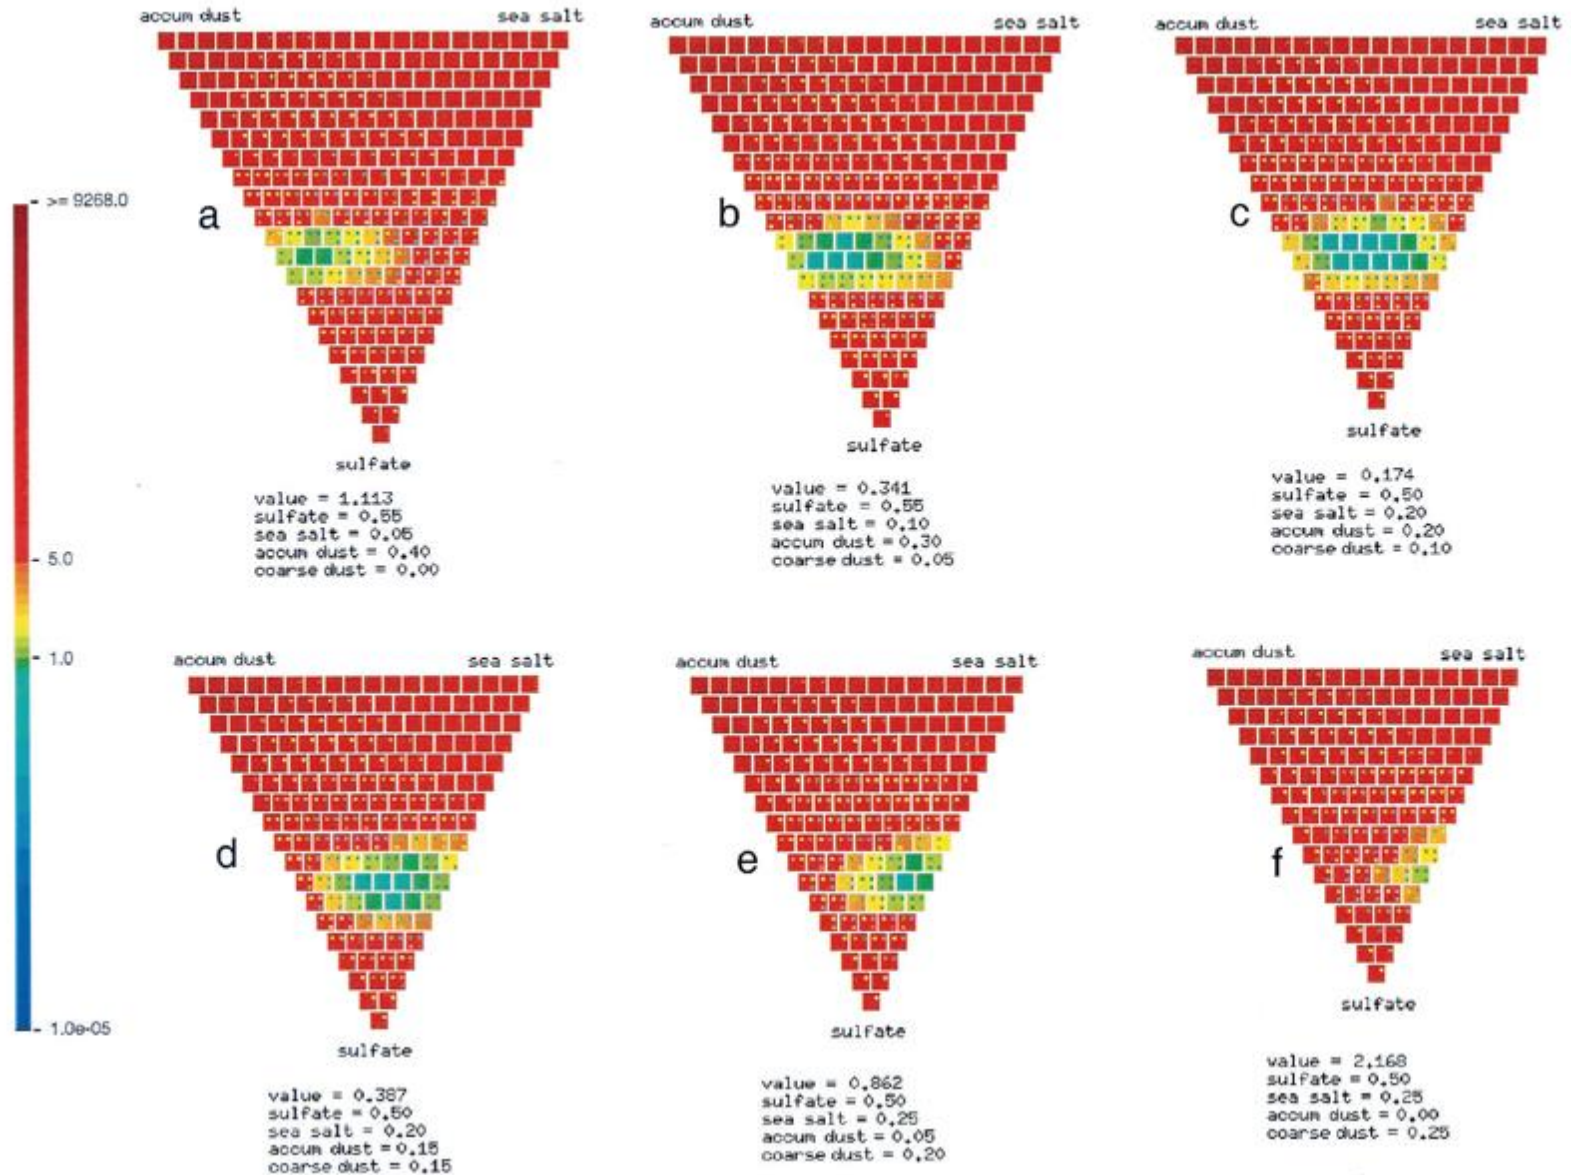 accum dust sea salt
accum dust sea salt
accum dust sea salt
>= 9268.0
5.0
1.0
1.0e-05
a
b
c
sulfate
value = 1.113
sulfate = 0.55
sea salt = 0.05
accum dust = 0.40
coarse dust = 0.00
sulfate
value = 0.341
sulfate = 0.55
sea salt = 0.10
accum dust = 0.30
coarse dust = 0.05
sulfate
value = 0.174
sulfate = 0.50
sea salt = 0.20
accum dust = 0.20
coarse dust = 0.10
accum dust sea salt
accum dust sea salt
accum dust sea salt
d
e
f
sulfate
value = 0.387
sulfate = 0.50
sea salt = 0.20
accum dust = 0.15
coarse dust = 0.15
sulfate
value = 0.862
sulfate = 0.50
sea salt = 0.25
accum dust = 0.05
coarse dust = 0.20
sulfate
value = 2.168
sulfate = 0.50
sea salt = 0.25
accum dust = 0.00
coarse dust = 0.25